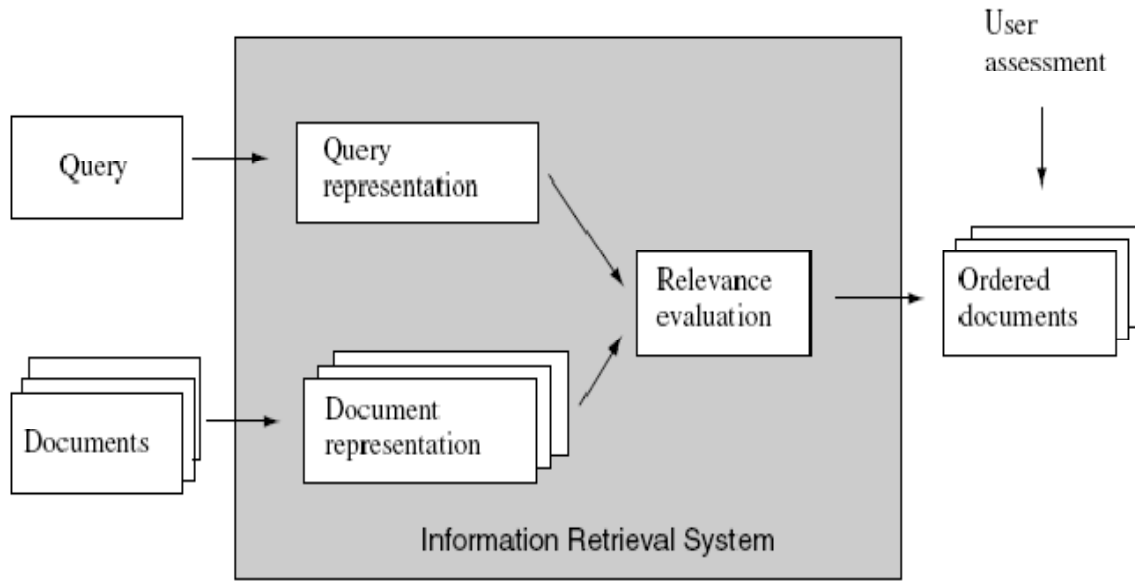 User
assessment
Query
Query
representation
Relevance
evaluation
Ordered
documents
Documents
Document
representation
Information Retrieval System